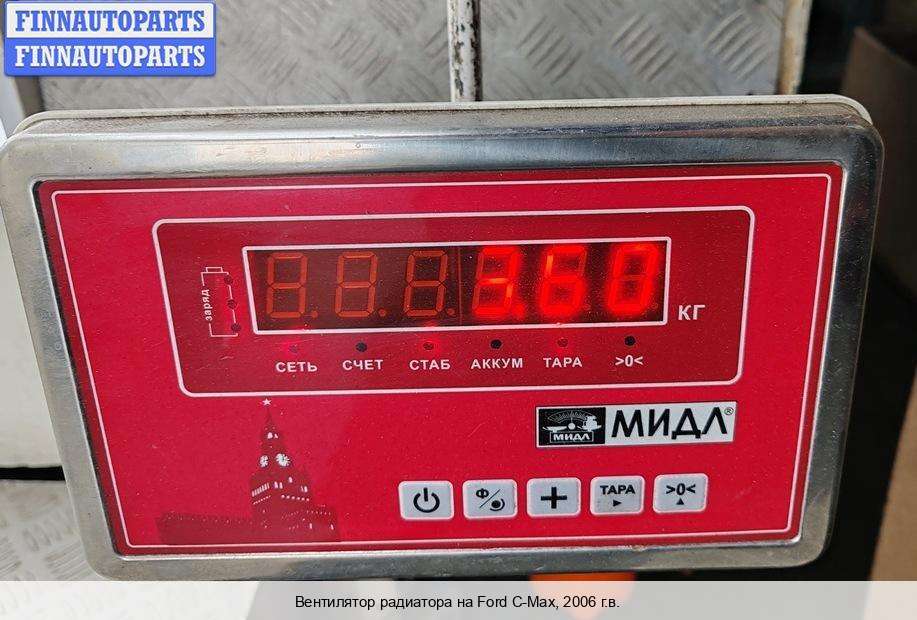 FINNAUTOPARTS
FINNAUTOPARTS
3.60
заряд
КГ
СЕТЬ СЧЕТ СТАБ АККУМ ТАРА >0<
МИДЛ МИДЛ®
Ф ТАРА >0<
Вентилятор радиатора на Ford C-Max, 2006 г.в.